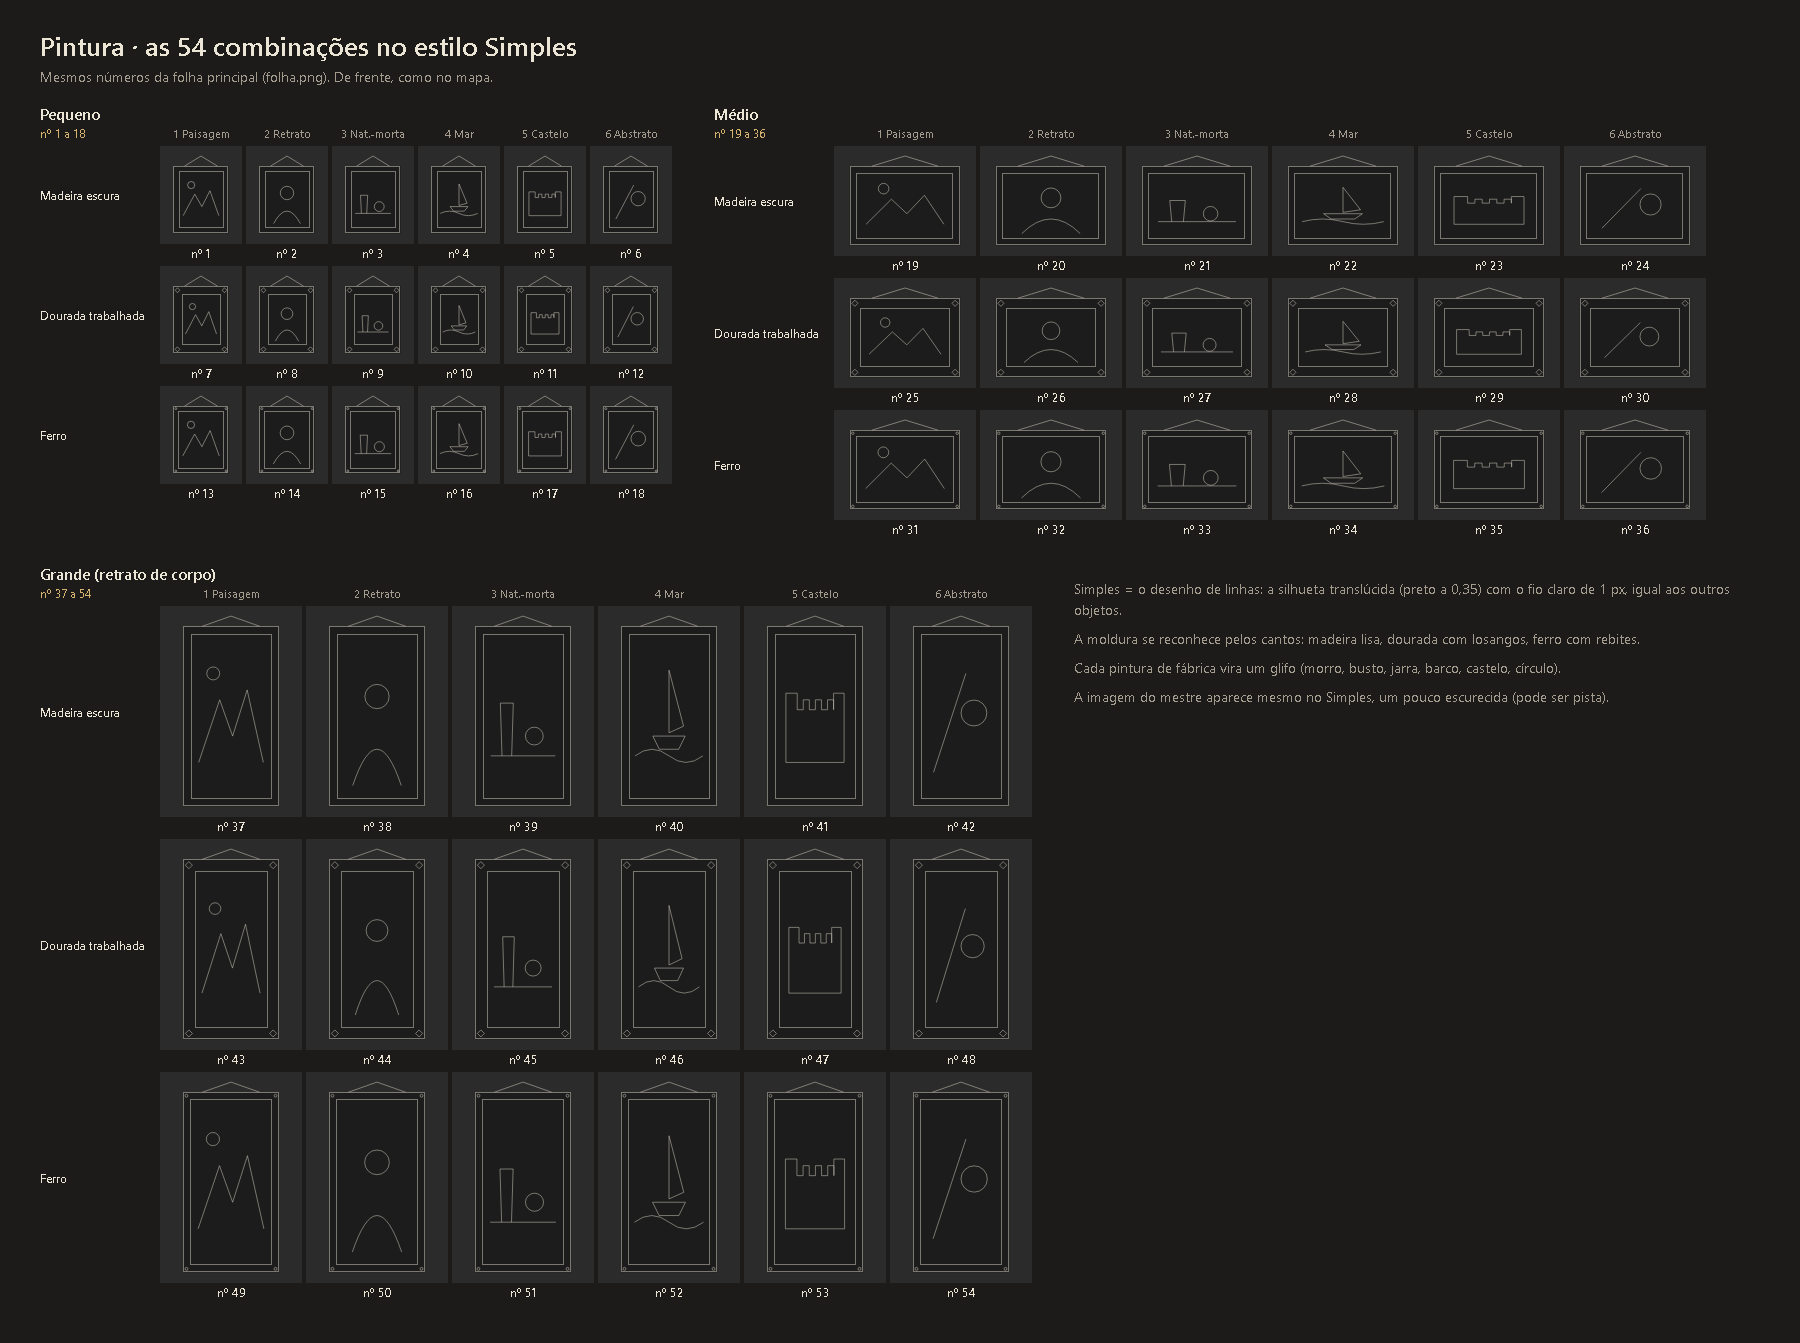 Pintura · as 54 combinações no estilo Simples
Mesmos números da folha principal (folha.png). De frente, como no mapa.
Pequeno
nº 1 a 18
1 Paisagem 2 Retrato 3 Nat.-morta 4 Mar 5 Castelo 6 Abstrato
Madeira escura
nº 1 nº 2 nº 3 nº 4 nº 5 nº 6
Dourada trabalhada
nº 7 nº 8 nº 9 nº 10 nº 11 nº 12
Ferro
nº 13 nº 14 nº 15 nº 16 nº 17 nº 18
Médio
nº 19 a 36
1 Paisagem 2 Retrato 3 Nat.-morta 4 Mar 5 Castelo 6 Abstrato
Madeira escura
nº 19 nº 20 nº 21 nº 22 nº 23 nº 24
Dourada trabalhada
nº 25 nº 26 nº 27 nº 28 nº 29 nº 30
Ferro
nº 31 nº 32 nº 33 nº 34 nº 35 nº 36
Grande (retrato de corpo)
nº 37 a 54
1 Paisagem 2 Retrato 3 Nat.-morta 4 Mar 5 Castelo 6 Abstrato
Madeira escura
nº 37 nº 38 nº 39 nº 40 nº 41 nº 42
Dourada trabalhada
nº 43 nº 44 nº 45 nº 46 nº 47 nº 48
Ferro
nº 49 nº 50 nº 51 nº 52 nº 53 nº 54
Simples = o desenho de linhas: a silhueta translúcida (preto a 0,35) com o fio claro de 1 px, igual aos outros
objetos.
A moldura se reconhece pelos cantos: madeira lisa, dourada com losangos, ferro com rebites.
Cada pintura de fábrica vira um glifo (morro, busto, jarra, barco, castelo, círculo).
A imagem do mestre aparece mesmo no Simples, um pouco escurecida (pode ser pista).